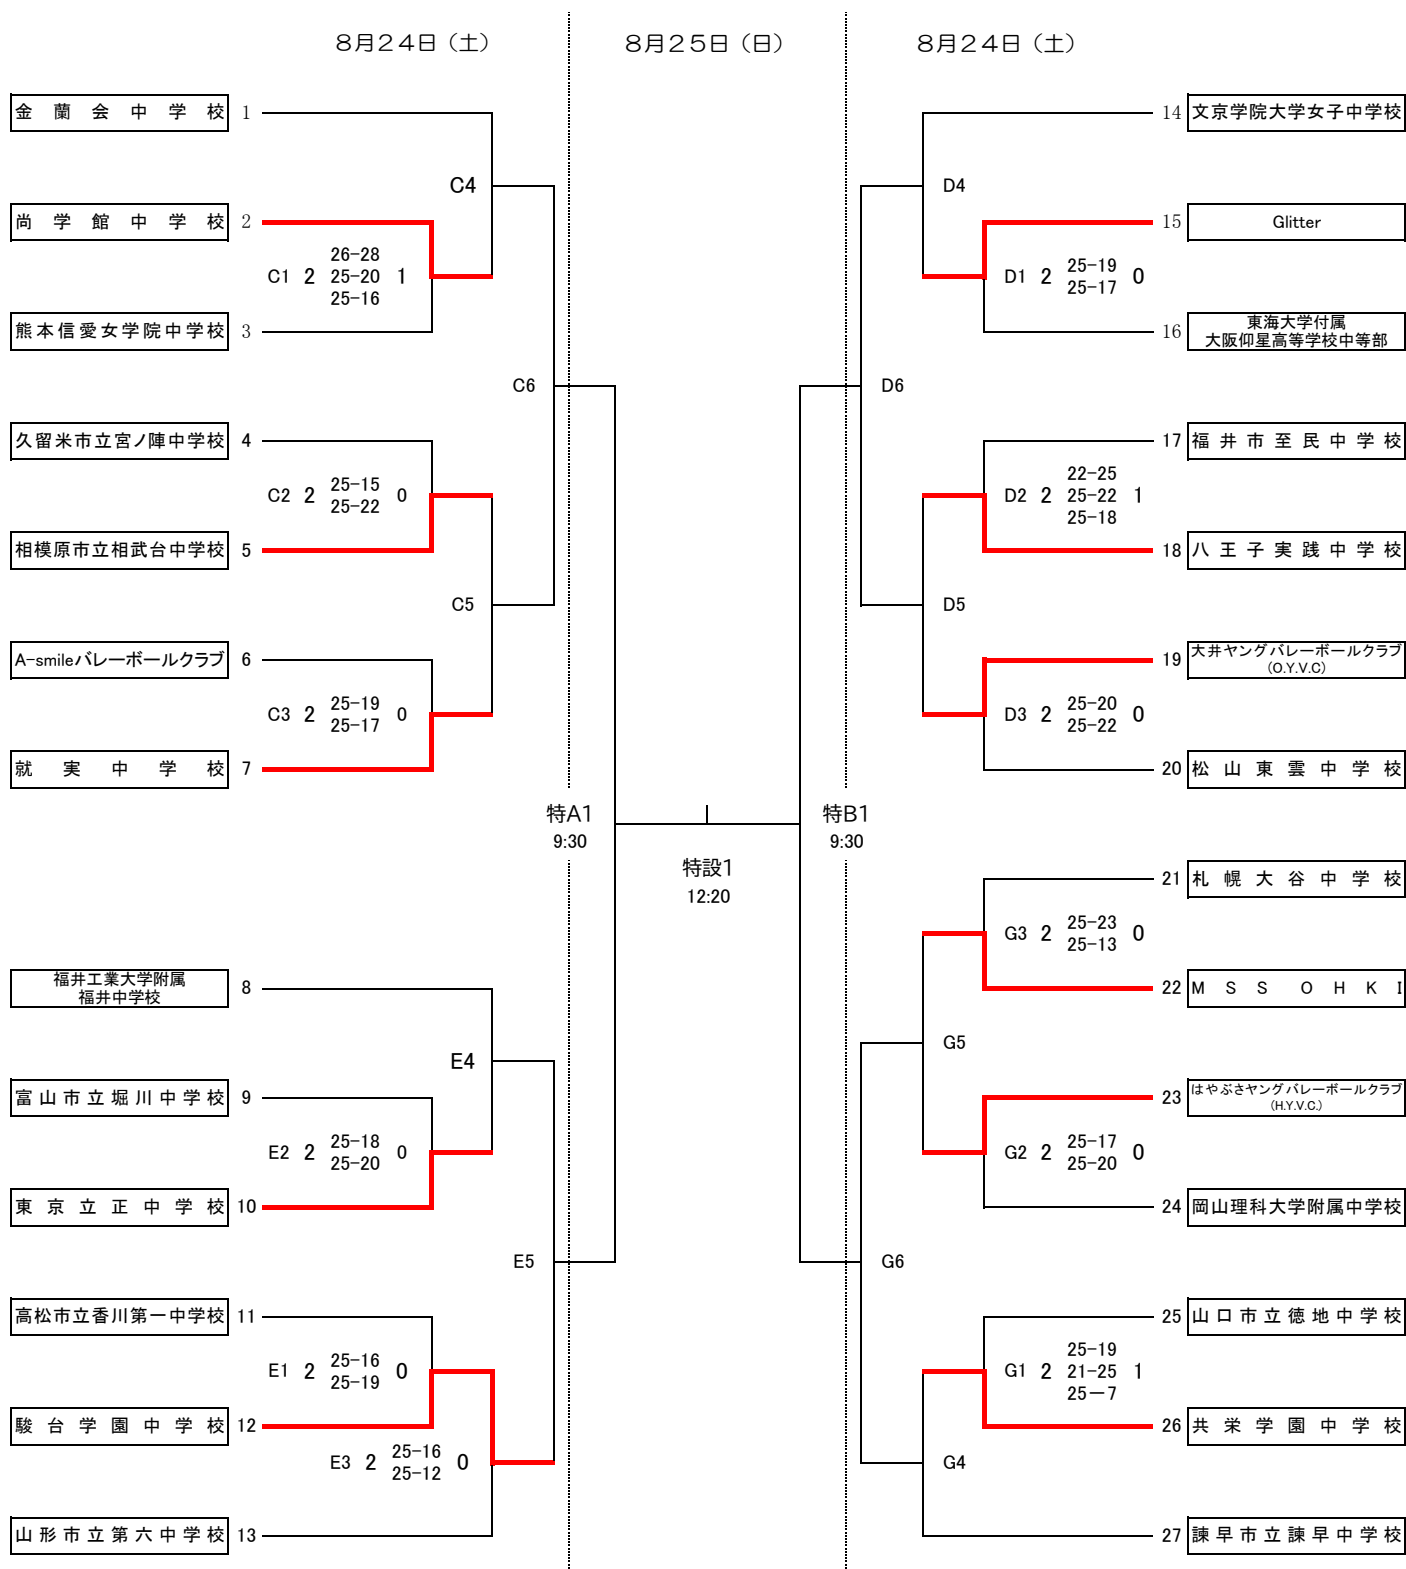 8月24日（土）
8月25日（日）
8月24日（土）
金蘭会中学校 1
C4
尚学館中学校 2
C1 2 26-28 1
25-20
25-16
熊本信愛女学院中学校 3
C6
久留米市立宮ノ陣中学校 4
C2 2 25-15 0
25-22
相模原市立相武台中学校 5
C5
A-smileバレーボールクラブ 6
C3 2 25-19 0
25-17
就実中学校 7
特A1
9:30
特設1
12:20
特B1
9:30
福井工業大学附属
福井中学校
8
E4
富山市立堀川中学校 9
E2 2 25-18 0
25-20
東京立正中学校 10
E5
高松市立香川第一中学校 11
E1 2 25-16 0
25-19
駿台学園中学校 12
E3 2 25-16 0
25-12
山形市立第六中学校 13
14 文京学院大学女子中学校
D4
15 Glitter
D1 2 25-19 0
25-17
16 東海大学付属
大阪仰星高等学校中等部
D6
17 福井市至民中学校
D2 2 22-25 1
25-22
25-18
18 八王子実践中学校
D5
19 大井ヤングバレーボールクラブ
(O.Y.V.C)
D3 2 25-20 0
25-22
20 松山東雲中学校
21 札幌大谷中学校
G3 2 25-23 0
25-13
22 MSS OHKI
G5
23 はやぶさヤングバレーボールクラブ
(H.Y.V.C.)
G2 2 25-17 0
25-20
24 岡山理科大学附属中学校
G6
25 山口市立徳地中学校
G1 2 25-19 1
21-25
25－7
26 共栄学園中学校
G4
27 諫早市立諫早中学校